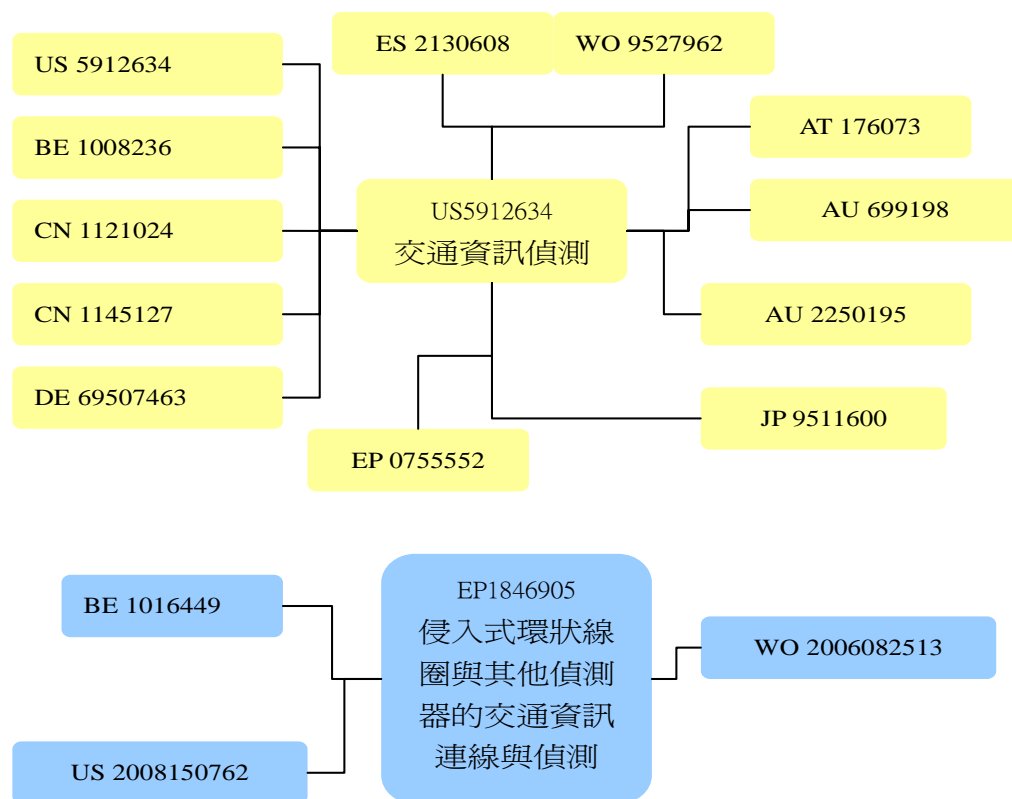 ES 2130608
WO 9527962
US 5912634
BE 1008236
CN 1121024
CN 1145127
DE 69507463
US5912634
交通資訊偵測
AT 176073
AU 699198
AU 2250195
JP 9511600
EP 0755552
BE 1016449
US 2008150762
EP1846905
侵入式環狀線
圈與其他偵測
器的交通資訊
連線與偵測
WO 2006082513